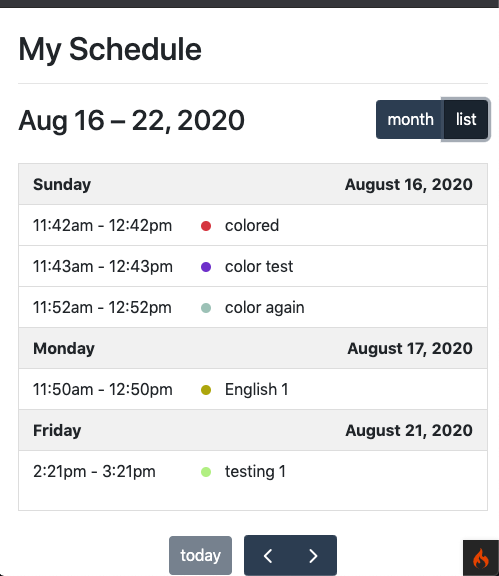 My Schedule
Aug 16 – 22, 2020
month list
Sunday August 16, 2020
11:42am - 12:42pm colored
11:43am - 12:43pm color test
11:52am - 12:52pm color again
Monday August 17, 2020
11:50am - 12:50pm English 1
Friday August 21, 2020
2:21pm - 3:21pm testing 1
today